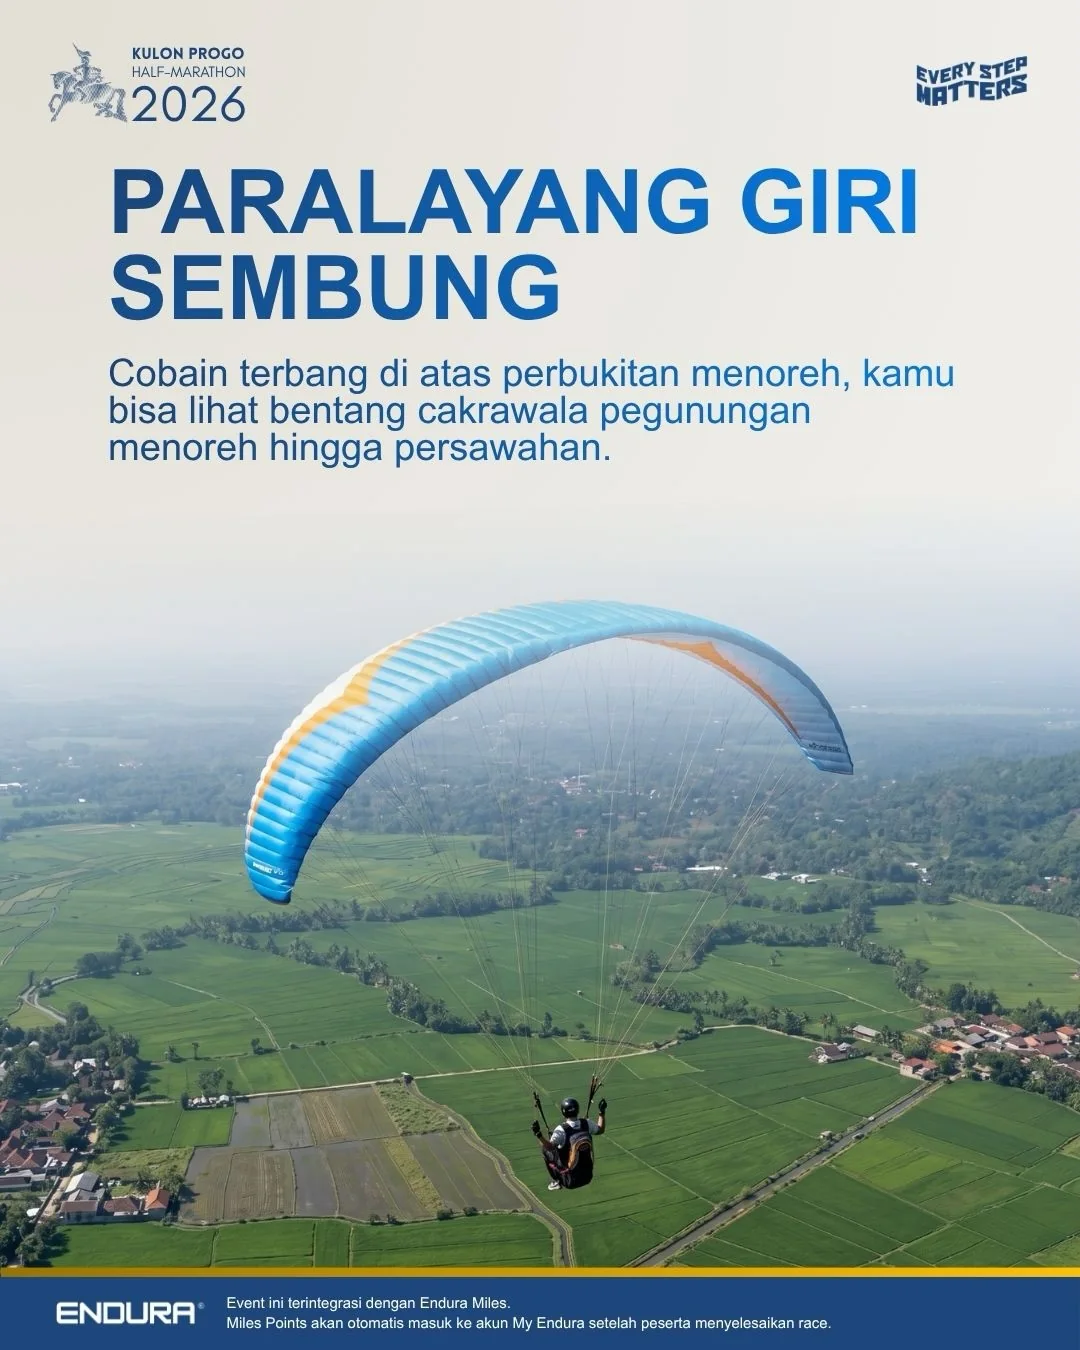 KULON PROGO
HALF-MARATHON
2026
EVERY STEP
MATTERS
PARALAYANG GIRI
SEMBUNG
Cobain terbang di atas perbukitan menoreh, kamu
bisa lihat bentang cakrawala pegunungan
menoreh hingga persawahan.
ENDURA®
Event ini terintegrasi dengan Endura Miles.
Miles Points akan otomatis masuk ke akun My Endura setelah peserta menyelesaikan race.